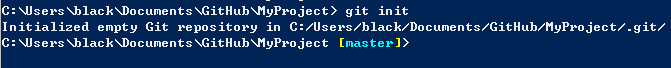 C:\Users\black\Documents\GitHub\MyProject> git init
Initialized empty Git repository in C:/Users/black/Documents/GitHub/MyProject/.git/
C:\Users\black\Documents\GitHub\MyProject [master]>